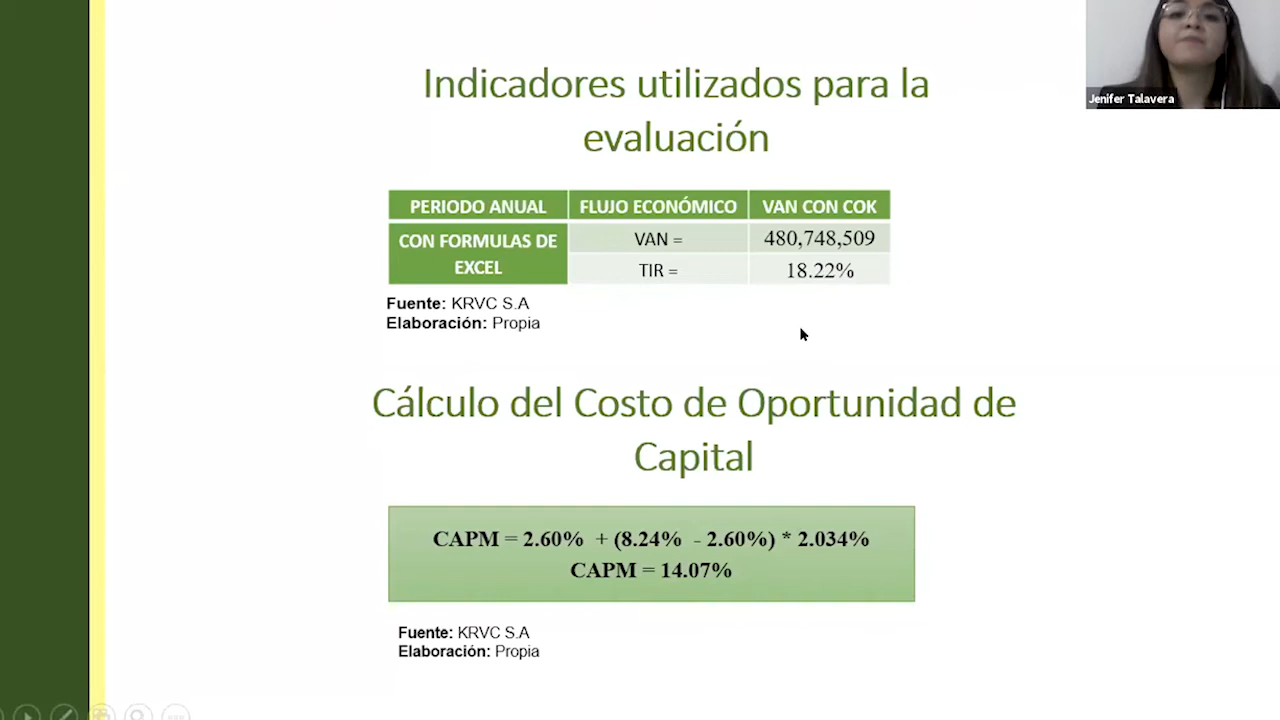 Jenifer Talavera
Indicadores utilizados para la
evaluación
PERIODO ANUAL FLUJO ECONÓMICO VAN CON COK
CON FORMULAS DE EXCEL VAN = 480,748,509
TIR = 18.22%
Fuente: KRVC S.A
Elaboración: Propia
Cálculo del Costo de Oportunidad de
Capital
CAPM = 2.60% + (8.24% - 2.60%) * 2.034%
CAPM = 14.07%
Fuente: KRVC S.A
Elaboración: Propia